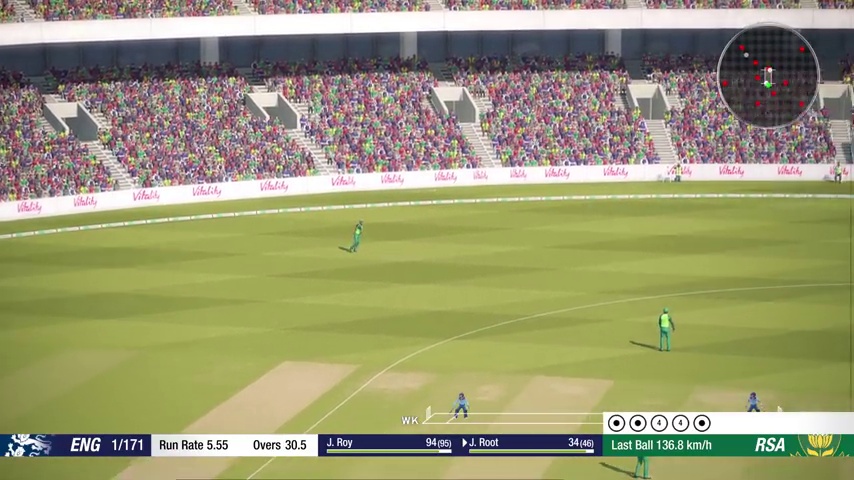 Vitality Vitality Vitality Vitality Vitality Vitality Vitality Vitality Vitality Vitality Vitality Vitality Vitality
WK
4 4
ENG 1/171 Run Rate 5.55 Overs 30.5 J. Roy 94 (95) J. Root 34 (46) Last Ball 136.8 km/h RSA